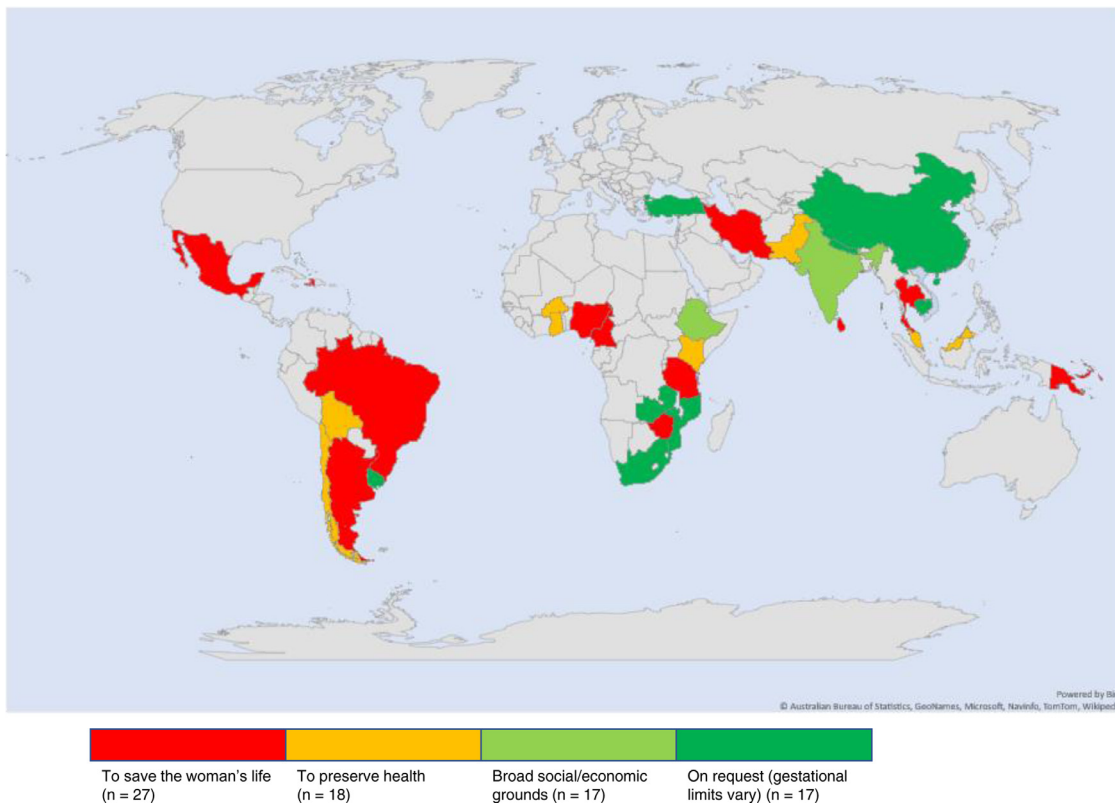 Powered by Bi
© Australian Bureau of Statistics, GeoNames, Microsoft, Navinfo, TomTom, Wikiped
To save the woman's life
(n = 27)
To preserve health
(n = 18)
Broad social/economic
grounds (n = 17)
On request (gestational
limits vary) (n = 17)